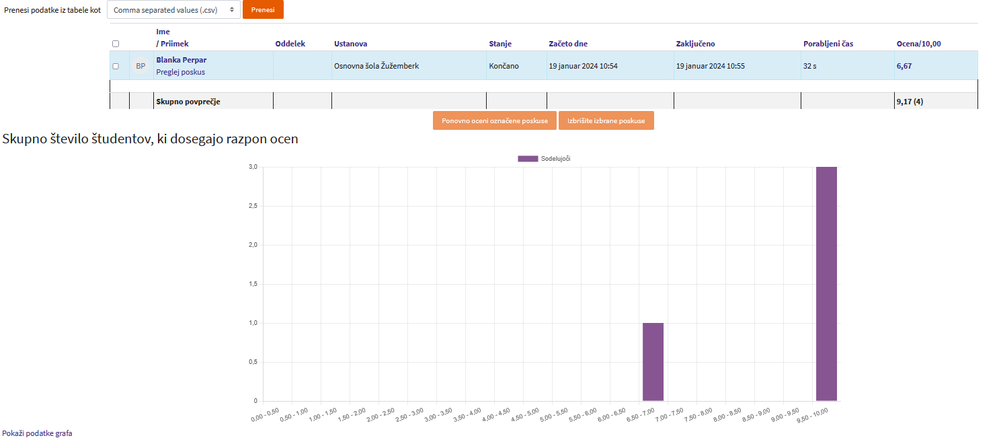 Prenesi podatke iz tabele kot Comma separated values (.csv) Prenesi
Ime
/ Priimek Oddelek Ustanova Stanje Začeto dne Zaključeno Porabljeni čas Ocena/10,00
BP Blanka Perpar Osnovna šola Žužemberk Končano 19 januar 2024 10:54 19 januar 2024 10:55 32 s 6,67
Preglej poskus
Skupno povprečje 9,17 (4)
Ponovno oceni označene poskuse Izbrišite izbrane poskuse
Skupno število študentov, ki dosegajo razpon ocen
Sodelujoči
3,0
2,5
2,0
1,5
1,0
0,5
0
0,00 - 0,50 0,50 - 1,00 1,00 - 1,50 1,50 - 2,00 2,00 - 2,50 2,50 - 3,00 3,00 - 3,50 3,50 - 4,00 4,00 - 4,50 4,50 - 5,00 5,00 - 5,50 5,50 - 6,00 6,00 - 6,50 6,50 - 7,00 7,00 - 7,50 7,50 - 8,00 8,00 - 8,50 8,50 - 9,00 9,00 - 9,50 9,50 - 10,00
Pokaži podatke grafa